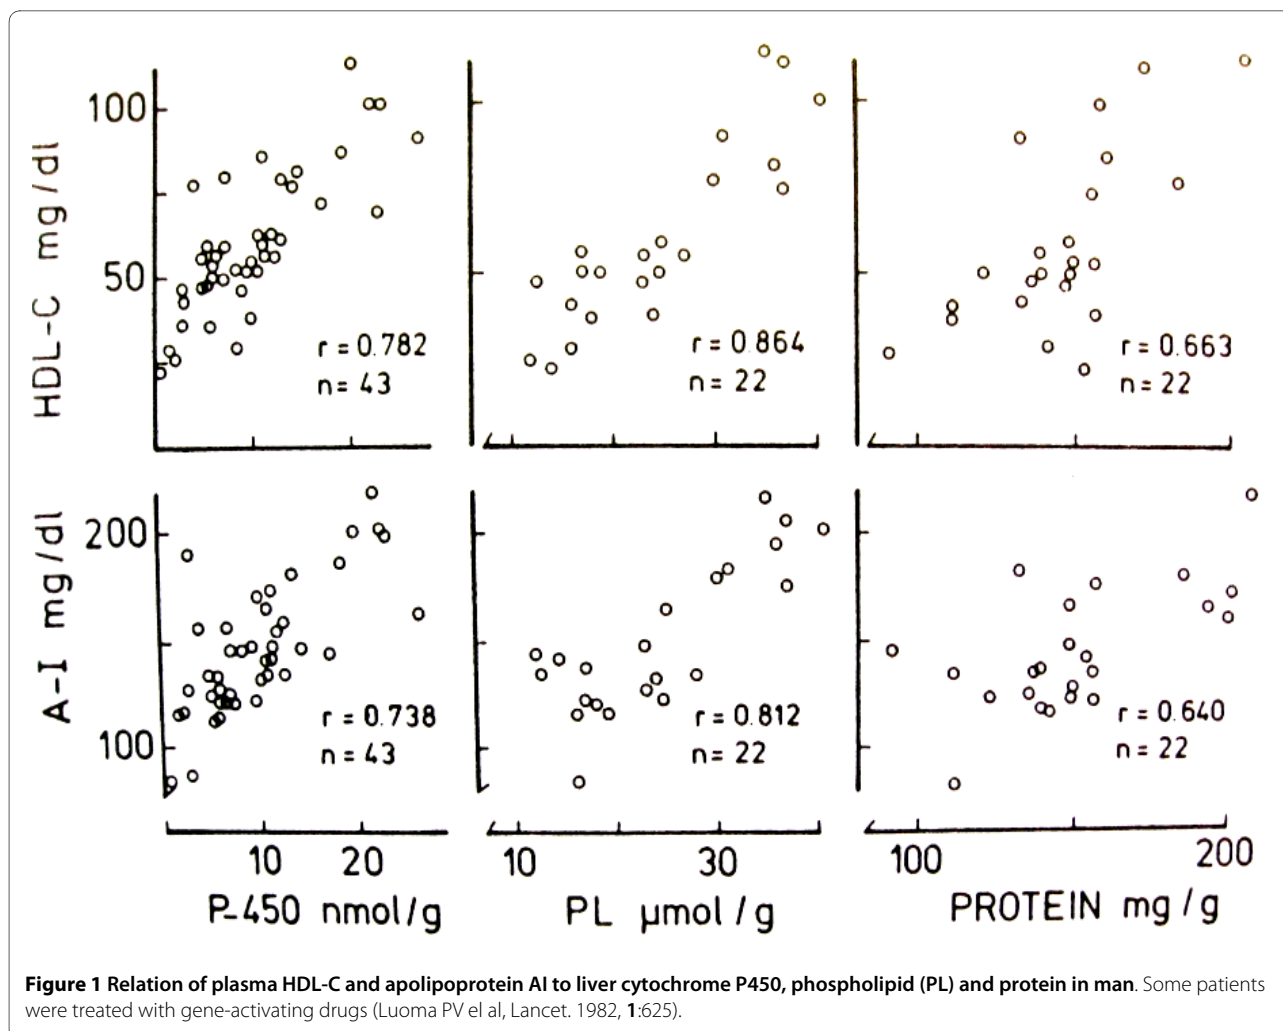 HDL-C mg/dl
100
50
r = 0.782
n = 43
r = 0.864
n = 22
r = 0.663
n = 22
A-I mg/dl
200
100
r = 0.738
n = 43
r = 0.812
n = 22
r = 0.640
n = 22
10 20 10 30 100 200
P-450 nmol/g PL µmol/g PROTEIN mg/g
Figure 1 Relation of plasma HDL-C and apolipoprotein AI to liver cytochrome P450, phospholipid (PL) and protein in man. Some patients
were treated with gene-activating drugs (Luoma PV el al, Lancet. 1982, 1:625).